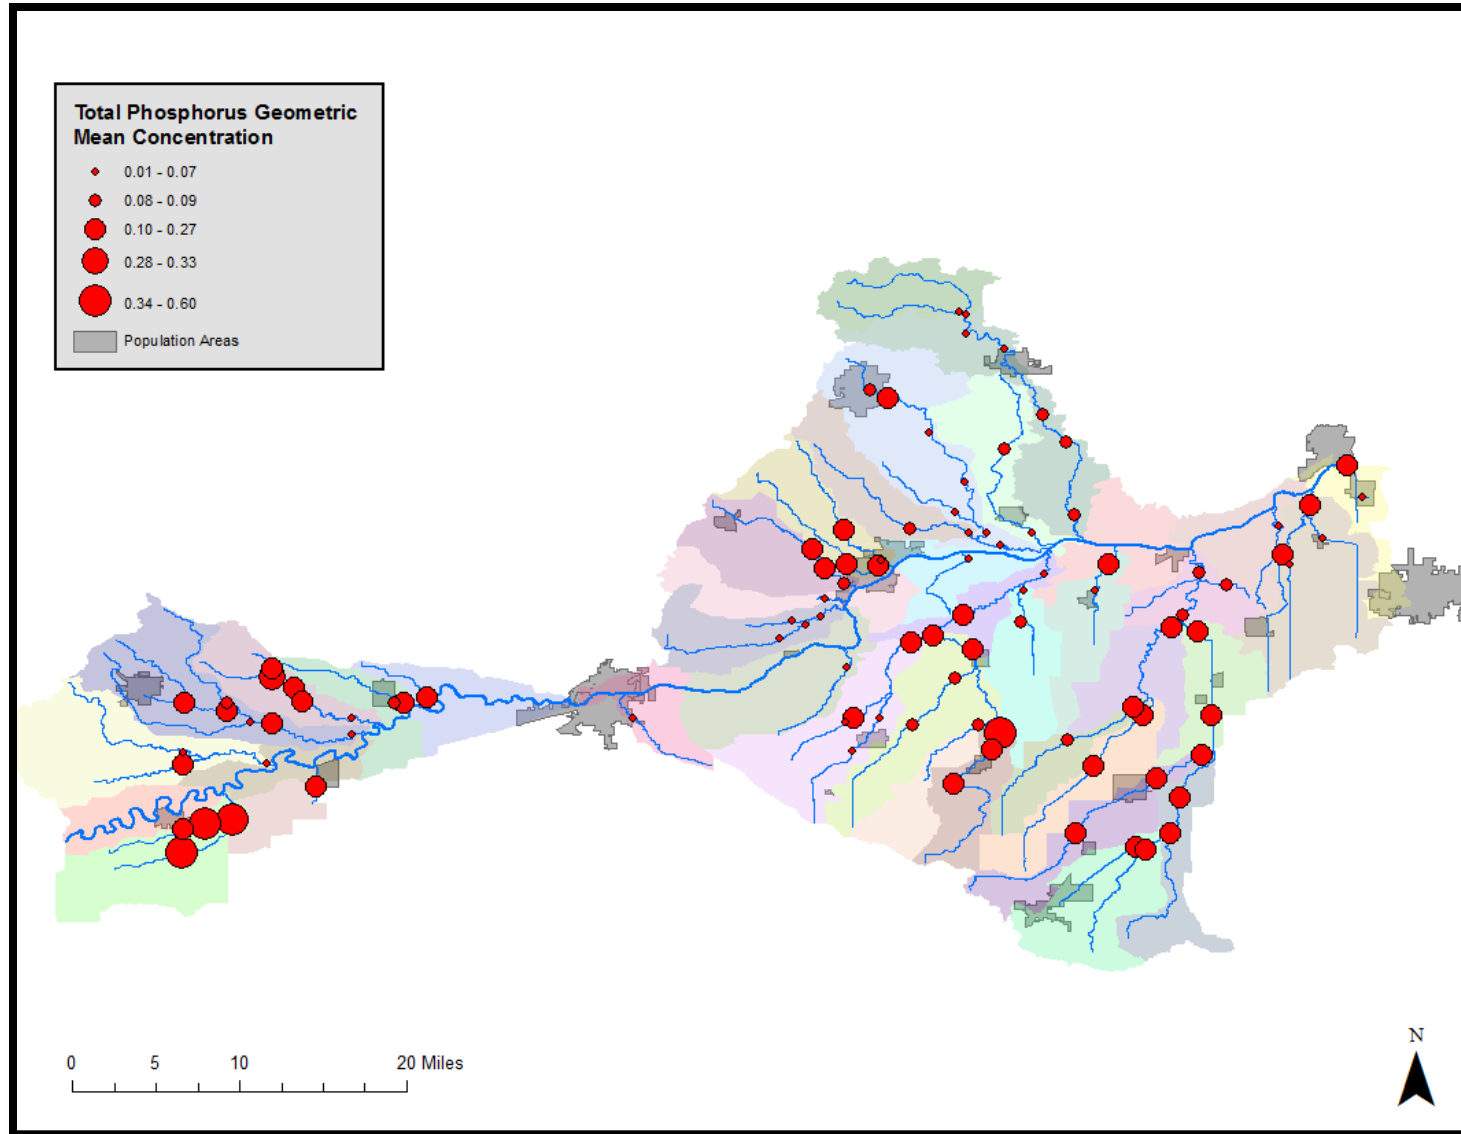 Total Phosphorus Geometric
Mean Concentration
0.01 - 0.07
0.08 - 0.09
0.10 - 0.27
0.28 - 0.33
0.34 - 0.60
Population Areas
0 5 10 20 Miles
N